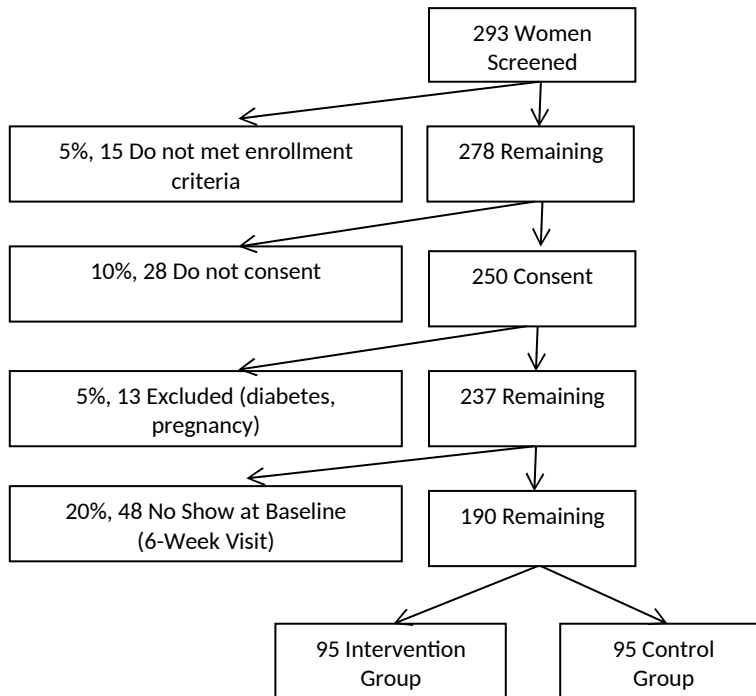 293 Women
Screened
5%, 15 Do not met enrollment
criteria
278 Remaining
10%, 28 Do not consent
250 Consent
5%, 13 Excluded (diabetes,
pregnancy)
237 Remaining
20%, 48 No Show at Baseline
(6-Week Visit)
190 Remaining
95 Intervention
Group
95 Control
Group